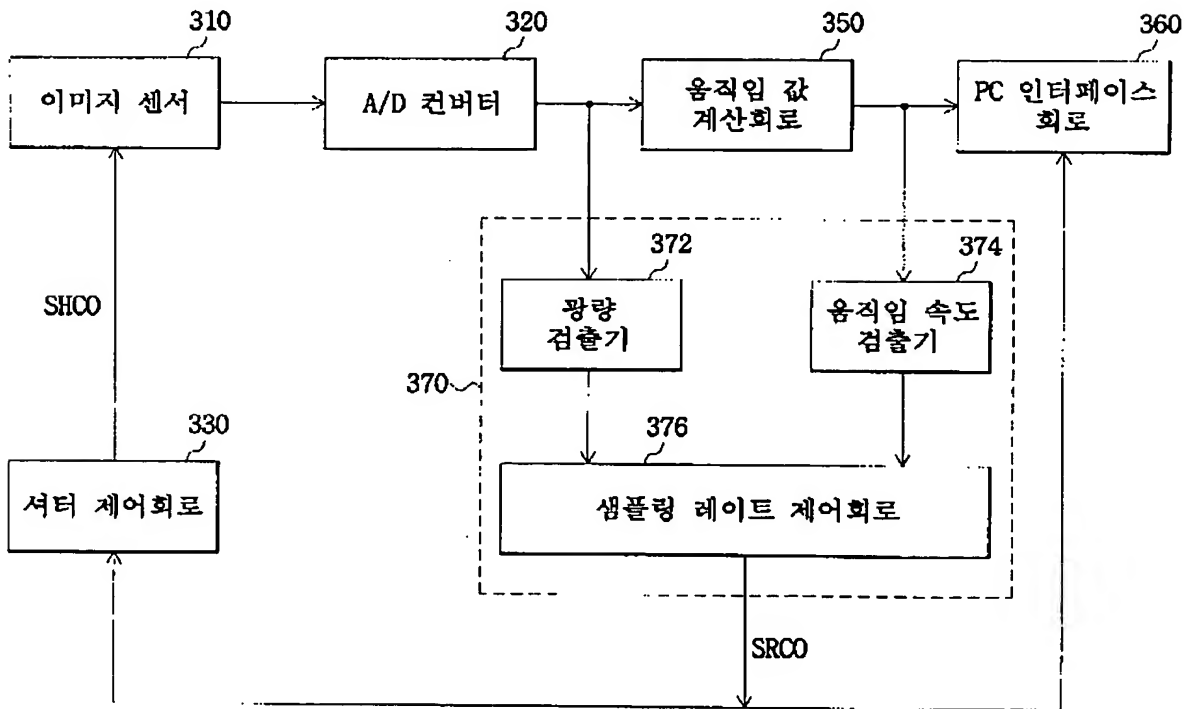 310
320
350
360
이미지 센서
A/D 컨버터
움직임 값
계산회로
PC 인터페이스
회로
372
374
SHCO
광량
검출기
움직임 속도
검출기
370
330
376
셔터 제어회로
샘플링 레이트 제어회로
SRCO